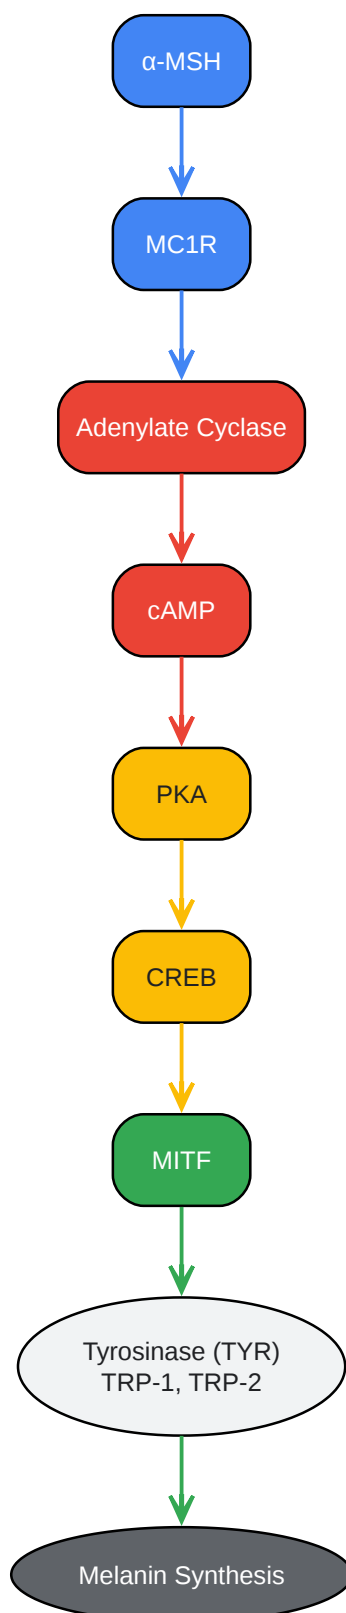 α-MSH
MC1R
Adenylate Cyclase
cAMP
PKA
CREB
MITF
Tyrosinase (TYR)
TRP-1, TRP-2
Melanin Synthesis